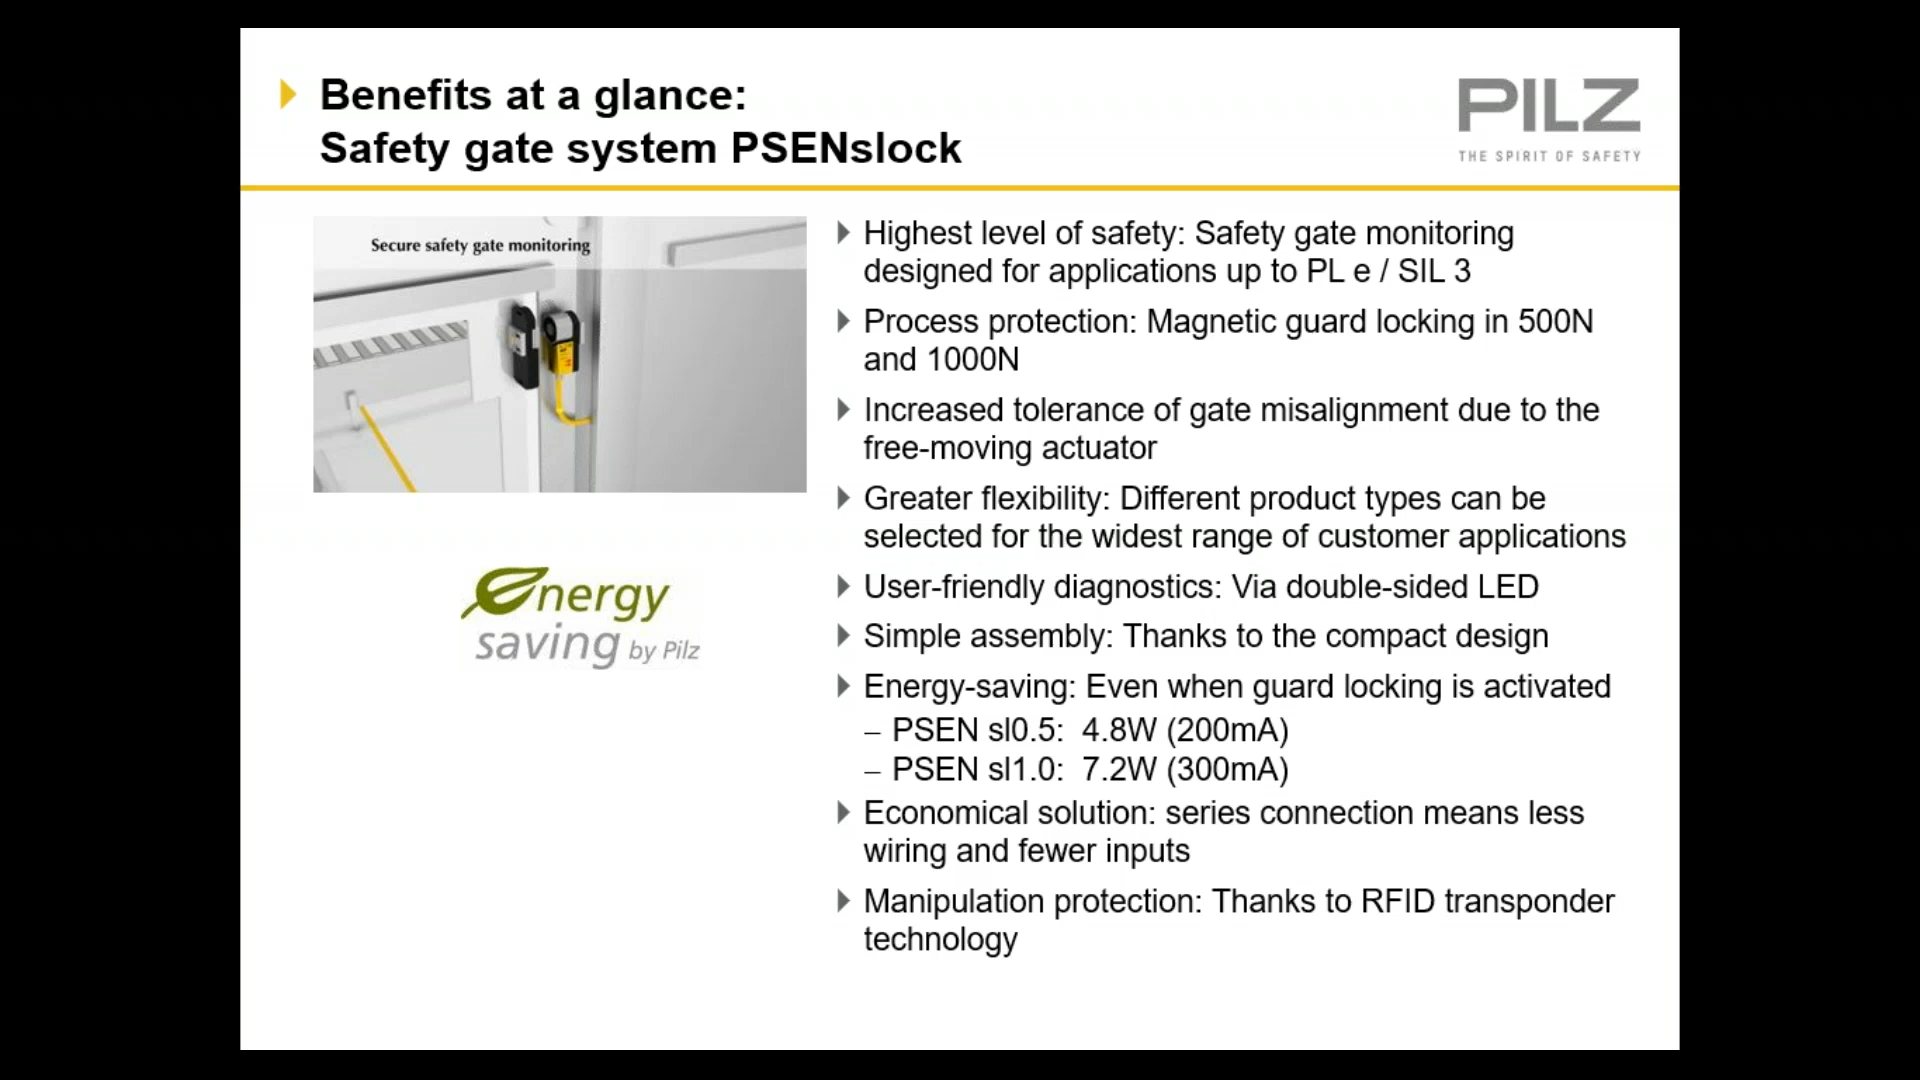 Benefits at a glance:
Safety gate system PSENslock
PILZ
THE SPIRIT OF SAFETY
Secure safety gate monitoring
Energy
saving by Pilz
Highest level of safety: Safety gate monitoring
designed for applications up to PL e / SIL 3
Process protection: Magnetic guard locking in 500N
and 1000N
Increased tolerance of gate misalignment due to the
free-moving actuator
Greater flexibility: Different product types can be
selected for the widest range of customer applications
User-friendly diagnostics: Via double-sided LED
Simple assembly: Thanks to the compact design
Energy-saving: Even when guard locking is activated
– PSEN sl0.5: 4.8W (200mA)
– PSEN sl1.0: 7.2W (300mA)
Economical solution: series connection means less
wiring and fewer inputs
Manipulation protection: Thanks to RFID transponder
technology